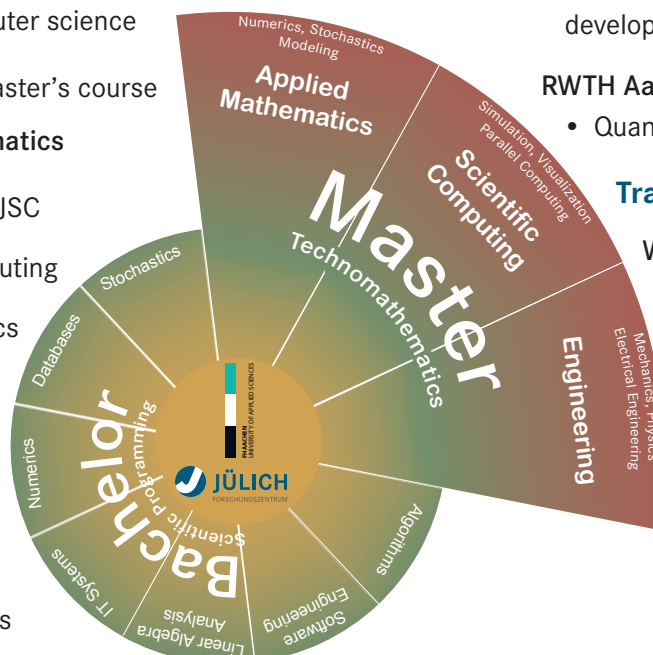 uter science
aster's course
natics
JSC
uting
cs
s
develop
RWTH Aa
• Quan
Tra
W
Numerics, Stochastics
Modeling
Applied
Mathematics
Simulation, Visualization
Parallel Computing
Scientific
Computing
Mechanics, Physics
Electrical Engineering
Engineering
Master
Technomathematics
Stochastics
Databases
Numerics
IT Systems
Linear Algebra
Analysis
Software
Engineering
Algorithms
Bachelor
Scientific Programming
FH AACHEN
UNIVERSITY OF APPLIED SCIENCES
JÜLICH
FORSCHUNGSZENTRUM